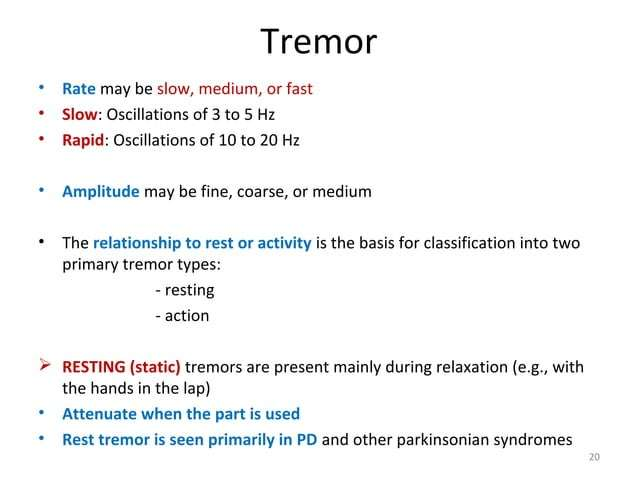 Tremor
• Rate may be slow, medium, or fast
• Slow: Oscillations of 3 to 5 Hz
• Rapid: Oscillations of 10 to 20 Hz
• Amplitude may be fine, coarse, or medium
• The relationship to rest or activity is the basis for classification into two
primary tremor types:
- resting
- action
➢ RESTING (static) tremors are present mainly during relaxation (e.g., with
the hands in the lap)
• Attenuate when the part is used
• Rest tremor is seen primarily in PD and other parkinsonian syndromes
20